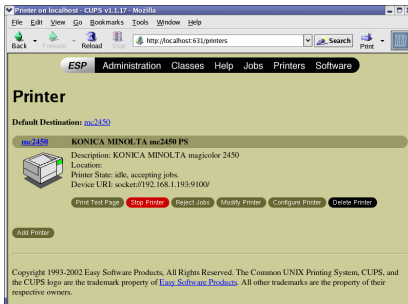 Printer on localhost - CUPS v1.1.17 - Mozilla
File Edit View Go Bookmarks Tools Window Help
Back Forward Reload Stop http://localhost:631/printers Search Print
ESP Administration Classes Help Jobs Printers Software
Printer
Default Destination: mc2450
mc2450 KONICA MINOLTA mc2450 PS
Description: KONICA MINOLTA magicolor 2450
Location:
Printer State: idle, accepting jobs.
Device URI: socket://192.168.1.193:9100/
Print Test Page Stop Printer Reject Jobs Modify Printer Configure Printer Delete Printer
Add Printer
Copyright 1993-2002 Easy Software Products, All Rights Reserved. The Common UNIX Printing System, CUPS, and
the CUPS logo are the trademark property of Easy Software Products. All other trademarks are the property of their
respective owners.